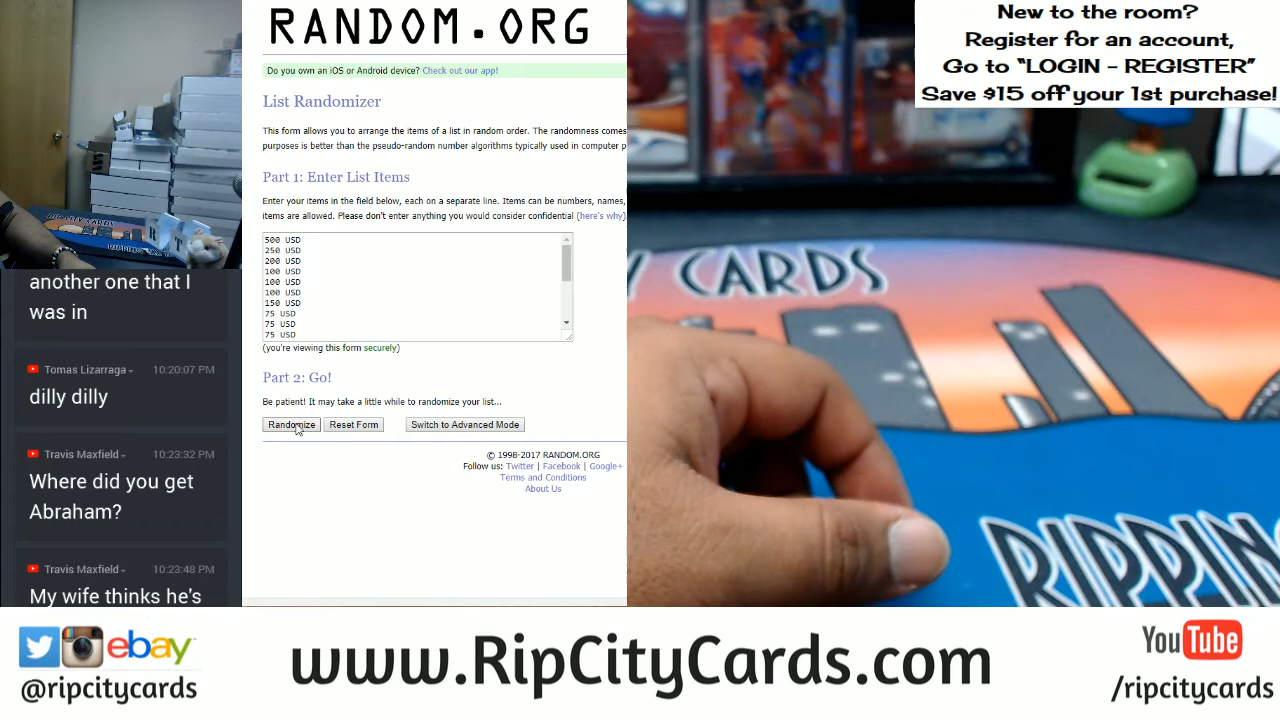 RANDOM.ORG
Do you own an iOS or Android device? Check out our app!
List Randomizer
This form allows you to arrange the items of a list in random order. The randomness comes
purposes is better than the pseudo-random number algorithms typically used in computer p
Part 1: Enter List Items
Enter your items in the field below, each on a separate line. Items can be numbers, names,
items are allowed. Please don't enter anything you would consider confidential (here's why)
500 USD
250 USD
200 USD
100 USD
100 USD
100 USD
150 USD
75 USD
75 USD
75 USD
(you're viewing this form securely)
Part 2: Go!
Be patient! It may take a little while to randomize your list...
Randomize Reset Form Switch to Advanced Mode
© 1998-2017 RANDOM.ORG
Follow us: Twitter | Facebook | Google+
Terms and Conditions
About Us
New to the room?
Register for an account,
Go to “LOGIN - REGISTER”
Save $15 off your 1st purchase!
RIP CITY CARDS
RIPPING
R T
Y CARDS
RIPPIN
another one that I
was in
Tomas Lizarraga 10:20:07 PM
dilly dilly
Travis Maxfield 10:23:32 PM
Where did you get
Abraham?
Travis Maxfield 10:23:48 PM
My wife thinks he's
ebay
@ripcitycards
www.RipCityCards.com
YouTube
/ripcitycards